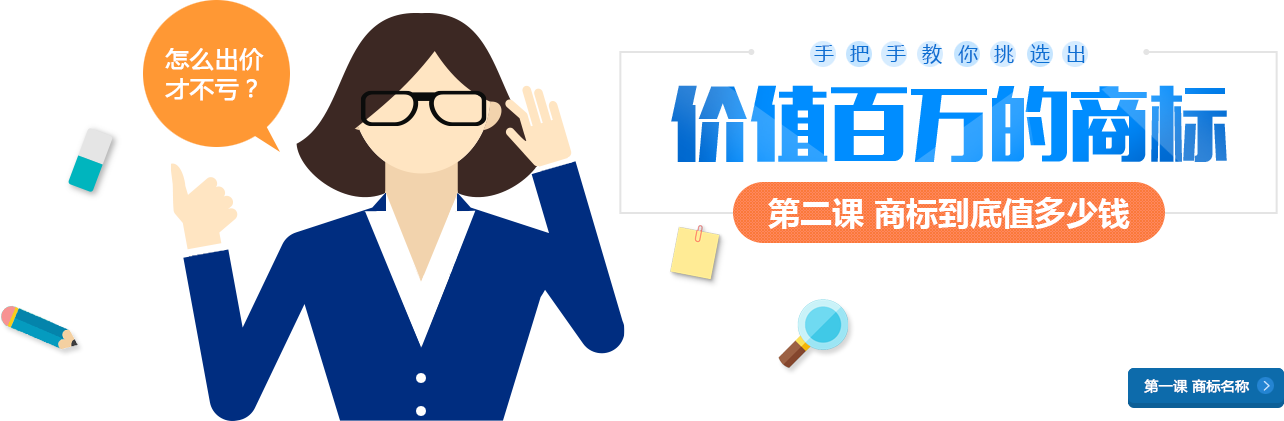 怎么出价
才不亏？
手把手教你挑选出
价值百万的商标
第二课 商标到底值多少钱
第一课 商标名称